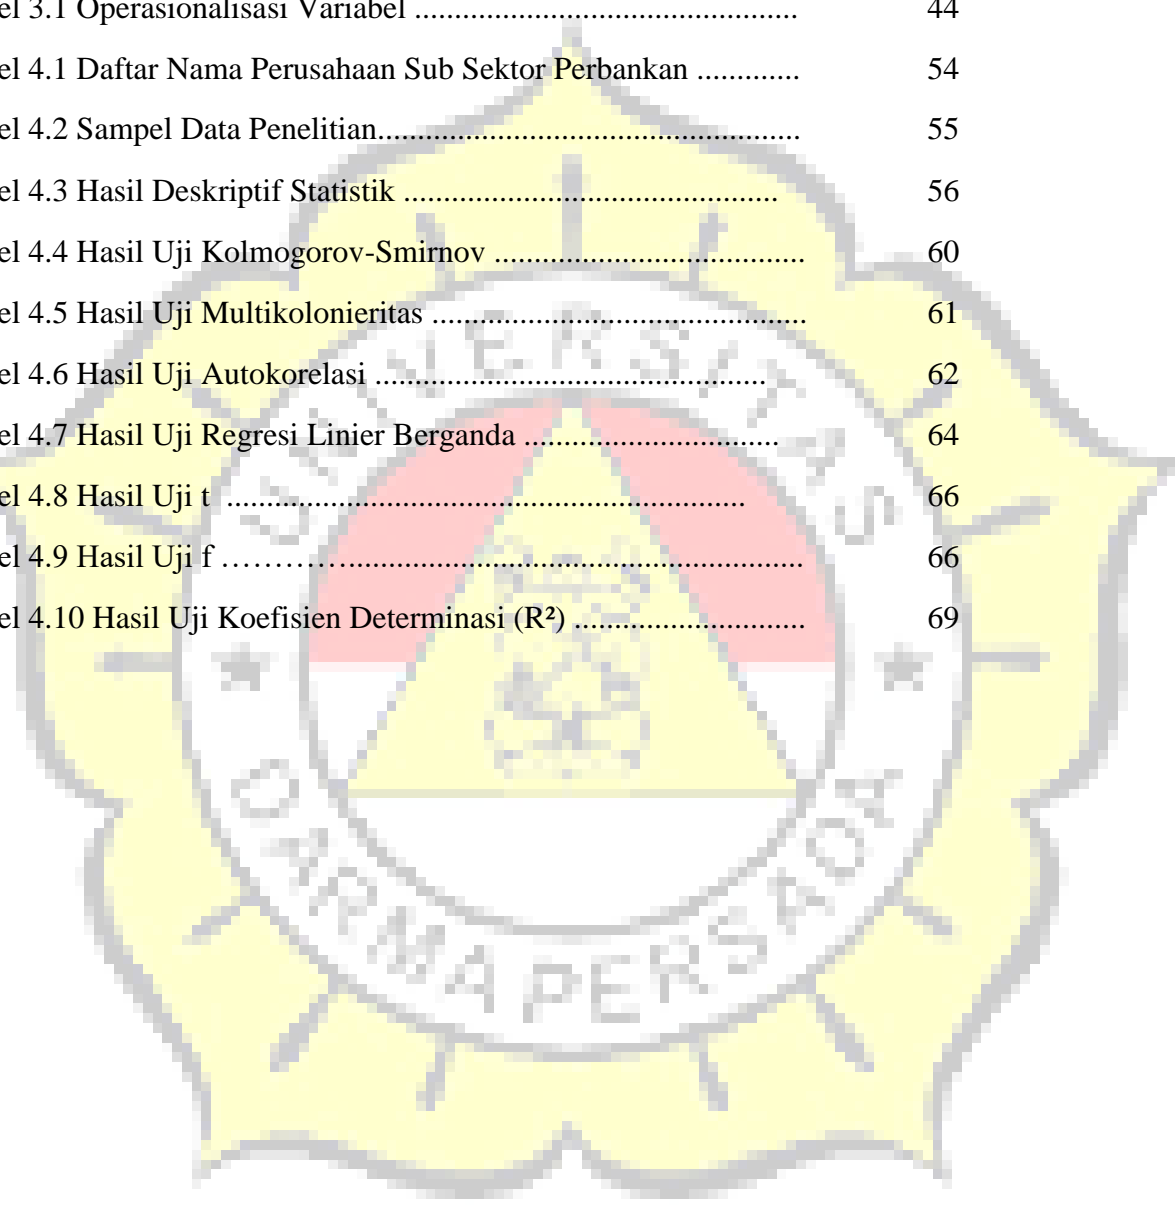 el 3.1 Operasionalisasi Variabel .......................................... 44
el 4.1 Daftar Nama Perusahaan Sub Sektor Perbankan ............. 54
el 4.2 Sampel Data Penelitian.............................................. 55
el 4.3 Hasil Deskriptif Statistik ......................................... 56
el 4.4 Hasil Uji Kolmogorov-Smirnov .................................. 60
el 4.5 Hasil Uji Multikolonieritas ......................................... 61
el 4.6 Hasil Uji Autokorelasi ........................................... 62
el 4.7 Hasil Uji Regresi Linier Berganda ............................ 64
el 4.8 Hasil Uji t ......................................................... 66
el 4.9 Hasil Uji f …………..................................................... 66
el 4.10 Hasil Uji Koefisien Determinasi (R²) ......................... 69
UNIVERSITAS
DARMA PERSADA